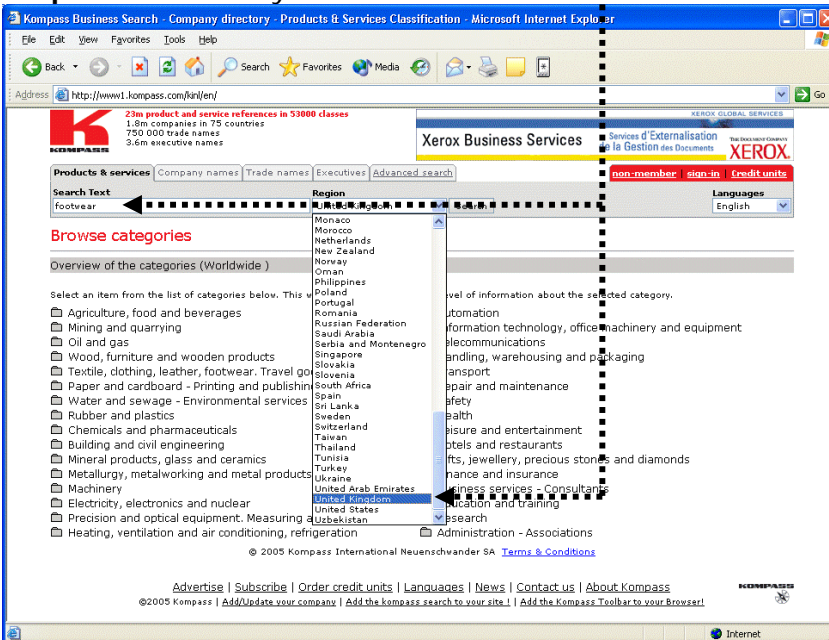 Kompass Business Search - Company directory - Products & Services Classification - Microsoft Internet Explorer
File Edit View Favorites Tools Help
Back Search Favorites Media
Address http://www1.kompass.com/kinl/en/ Go
23m product and service references in 53000 classes
1.8m companies in 75 countries
750 000 trade names
3.6m executive names
KOMPASS
XEROX GLOBAL SERVICES
Xerox Business Services
Services d'Externalisation
de la Gestion des Documents
THE DOCUMENT COMPANY
XEROX.
Products & services Company names Trade names Executives Advanced search non-member sign-in Credit units
Search Text Region Languages
footwear United Kingdom Search English
Browse categories
Overview of the categories (Worldwide )
Select an item from the list of categories below. This evel of information about the selected category.
Agriculture, food and beverages
Mining and quarrying
Oil and gas
Wood, furniture and wooden products
Textile, clothing, leather, footwear. Travel go
Paper and cardboard - Printing and publishin
Water and sewage - Environmental services
Rubber and plastics
Chemicals and pharmaceuticals
Building and civil engineering
Mineral products, glass and ceramics
Metallurgy, metalworking and metal products
Machinery
Electricity, electronics and nuclear
Precision and optical equipment. Measuring a
Heating, ventilation and air conditioning, refrigeration
Monaco
Morocco
Netherlands
New Zealand
Norway
Oman
Philippines
Poland
Portugal
Romania
Russian Federation
Saudi Arabia
Serbia and Montenegro
Singapore
Slovakia
Slovenia
South Africa
Spain
Sri Lanka
Sweden
Switzerland
Taiwan
Thailand
Tunisia
Turkey
Ukraine
United Arab Emirates
United Kingdom
United States
Uzbekistan
utomation
nformation technology, office machinery and equipment
elecommunications
andling, warehousing and packaging
ansport
epair and maintenance
afety
ealth
eisure and entertainment
otels and restaurants
fts, jewellery, precious stones and diamonds
nance and insurance
usiness services - Consultants
ducation and training
esearch
Administration - Associations
© 2005 Kompass International Neuenschwander SA Terms & Conditions
Advertise | Subscribe | Order credit units | Languages | News | Contact us | About Kompass
©2005 Kompass | Add/Update your company | Add the kompass search to your site ! | Add the Kompass Toolbar to your Browser!
KOMPASS
Internet